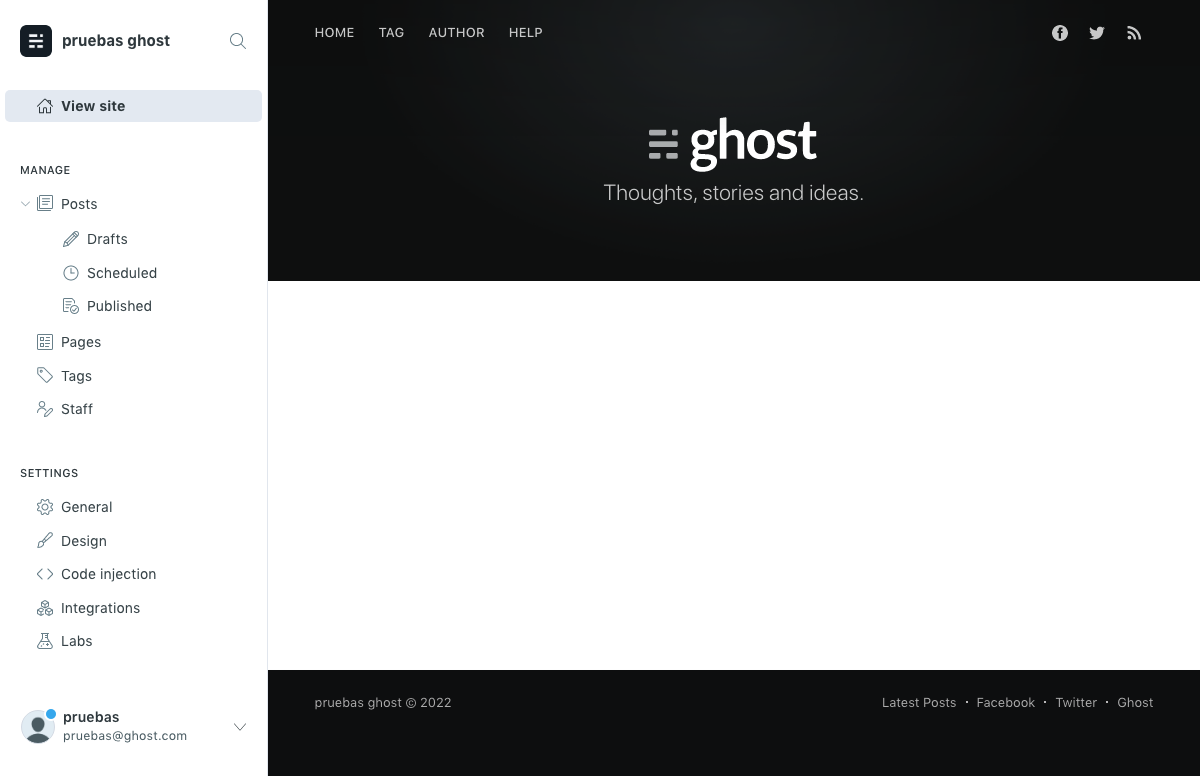 pruebas ghost
View site
MANAGE
Posts
Drafts
Scheduled
Published
Pages
Tags
Staff
SETTINGS
General
Design
Code injection
Integrations
Labs
pruebas
pruebas@ghost.com
HOME TAG AUTHOR HELP
ghost
Thoughts, stories and ideas.
pruebas ghost © 2022
Latest Posts · Facebook · Twitter · Ghost